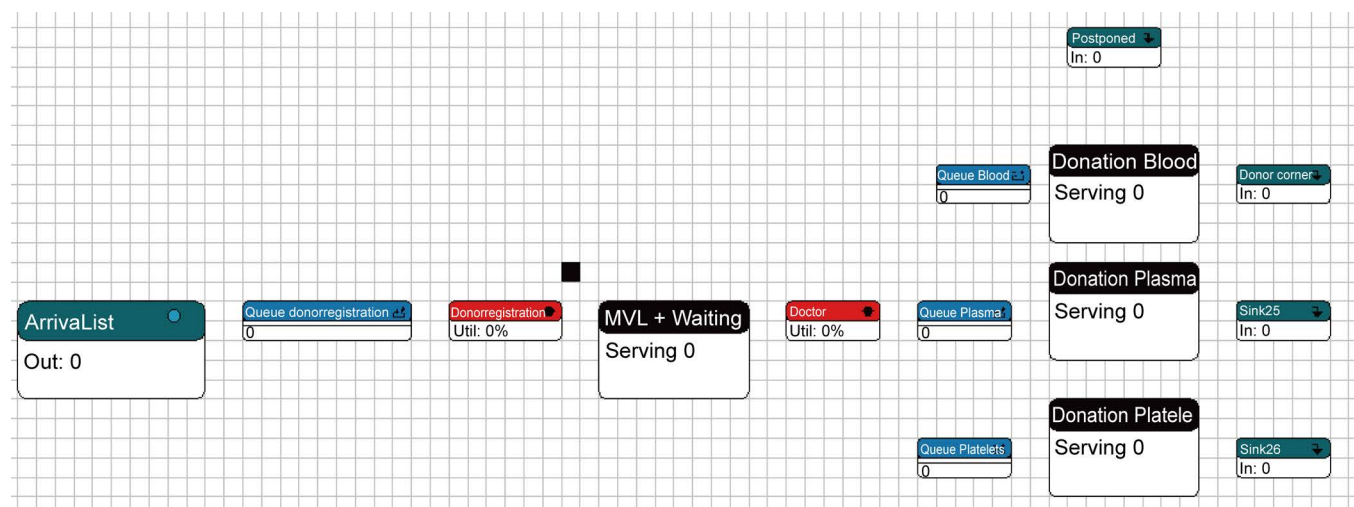 Postponed
In: 0
Queue Blood
0
Donation Blood
Serving 0
Donor corner
In: 0
ArrivaList
Out: 0
Queue donorregistration
0
Donorregistration
Util: 0%
MVL + Waiting
Serving 0
Doctor
Util: 0%
Queue Plasma
0
Donation Plasma
Serving 0
Sink25
In: 0
Queue Platelets
0
Donation Platele
Serving 0
Sink26
In: 0